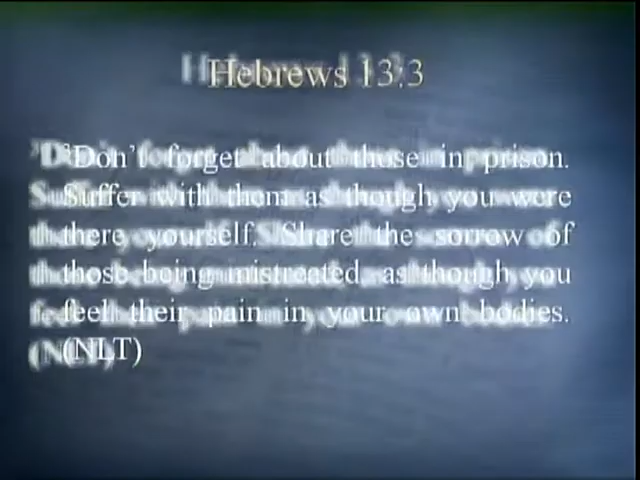 Hebrews 13:3
³Don't forget about those in prison.
Suffer with them as though you were
there yourself. Share the sorrow of
those being mistreated, as though you
feel their pain in your own bodies.
(NLT)